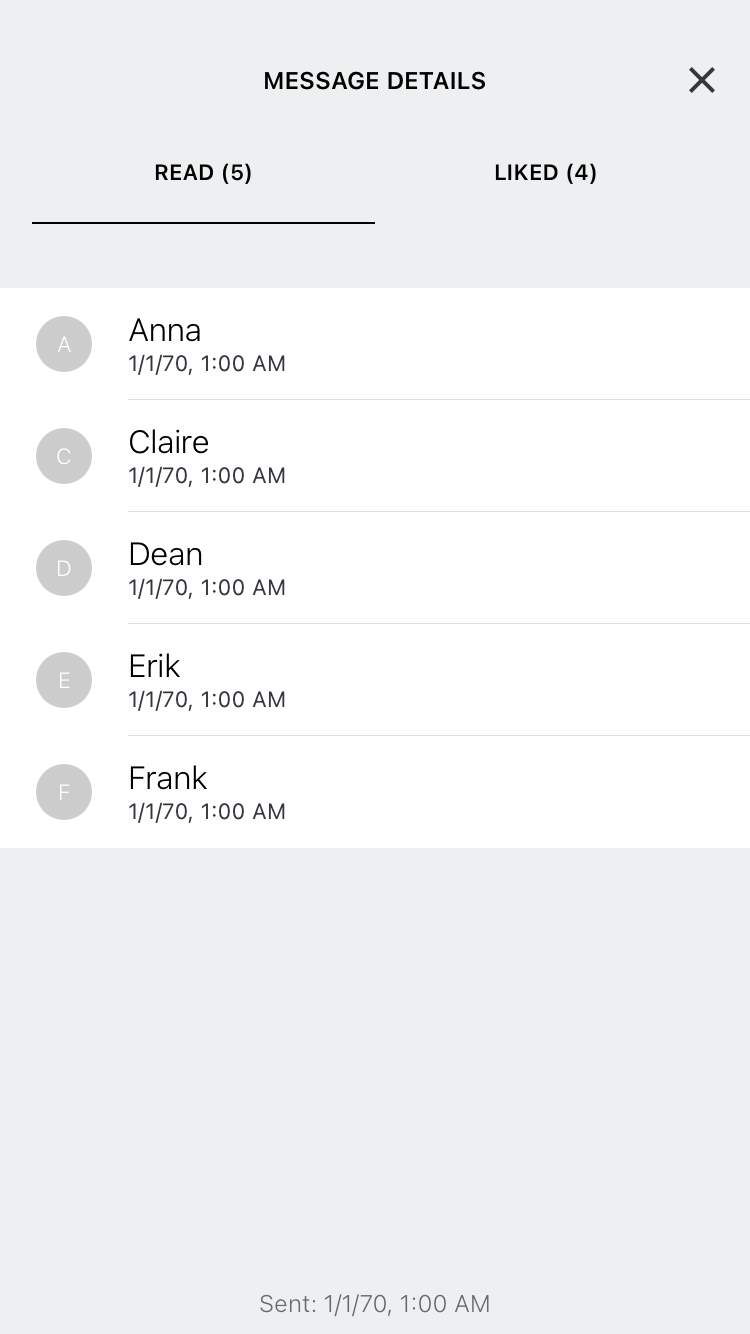 MESSAGE DETAILS
READ (5)
LIKED (4)
A
Anna
1/1/70, 1:00 AM
C
Claire
1/1/70, 1:00 AM
D
Dean
1/1/70, 1:00 AM
E
Erik
1/1/70, 1:00 AM
F
Frank
1/1/70, 1:00 AM
Sent: 1/1/70, 1:00 AM